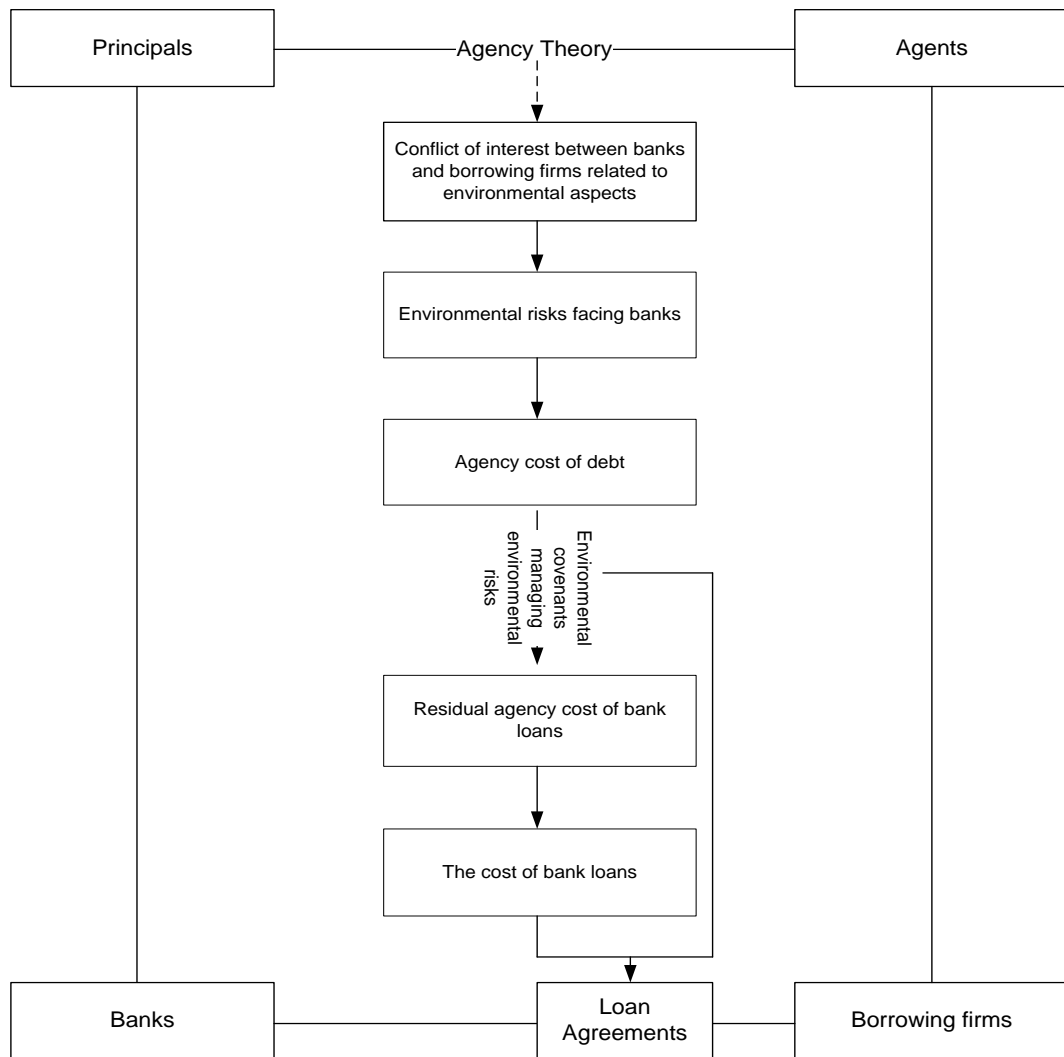 Principals
Agency Theory
Agents
Conflict of interest between banks
and borrowing firms related to
environmental aspects
Environmental risks facing banks
Agency cost of debt
Environmental
covenants
managing
environmental
risks
Residual agency cost of bank
loans
The cost of bank loans
Banks
Loan
Agreements
Borrowing firms